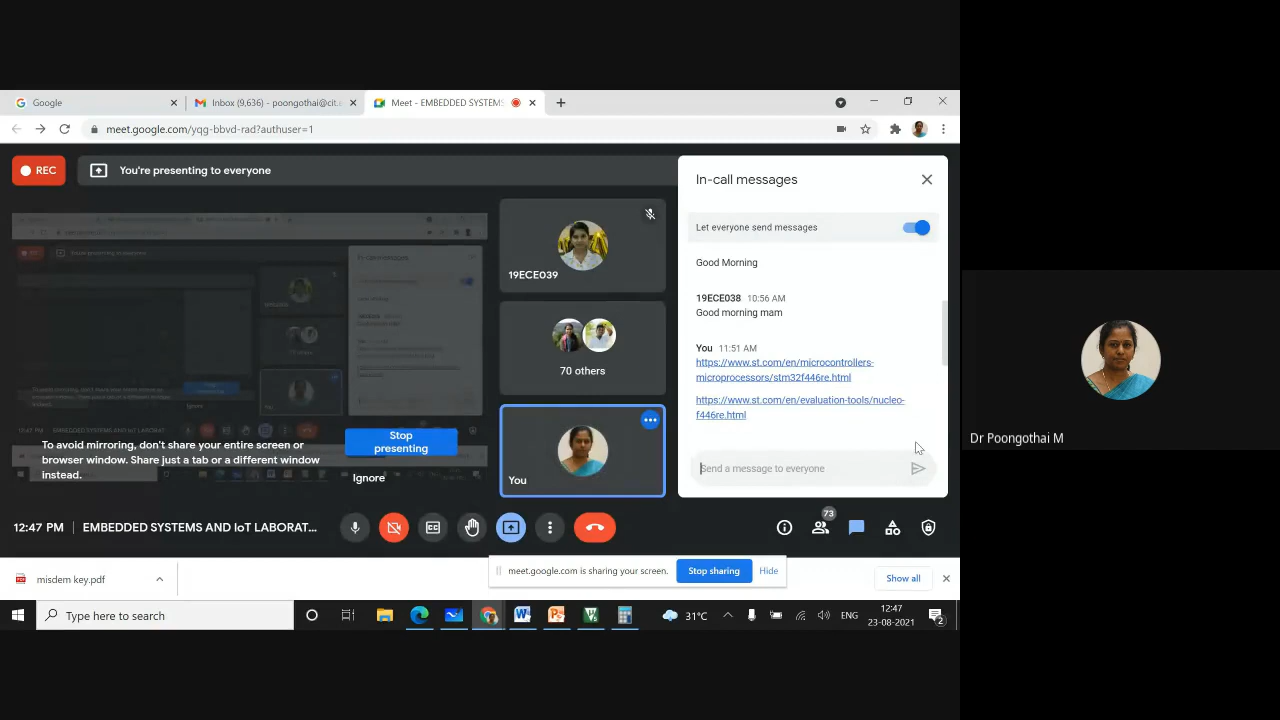 Google
Inbox (9,636) - poongothai@cit.a
Meet - EMBEDDED SYSTEMS
meet.google.com/yqg-bbvd-rad?authuser=1
REC
You're presenting to everyone
In-call messages
Let everyone send messages
Good Morning
19ECE038 10:56 AM
Good morning mam
You 11:51 AM
https://www.st.com/en/microcontrollers-
microprocessors/stm32f446re.html
https://www.st.com/en/evaluation-tools/nucleo-
f446re.html
Send a message to everyone
19ECE039
70 others
You
To avoid mirroring, don't share your entire screen or
browser window. Share just a tab or a different window
instead.
Stop
presenting
Ignore
Dr Poongothai M
12:47 PM | EMBEDDED SYSTEMS AND IoT LABORAT...
73
meet.google.com is sharing your screen.
Stop sharing
Hide
misdem key.pdf
Show all
Type here to search
31°C
ENG
12:47
23-08-2021
2